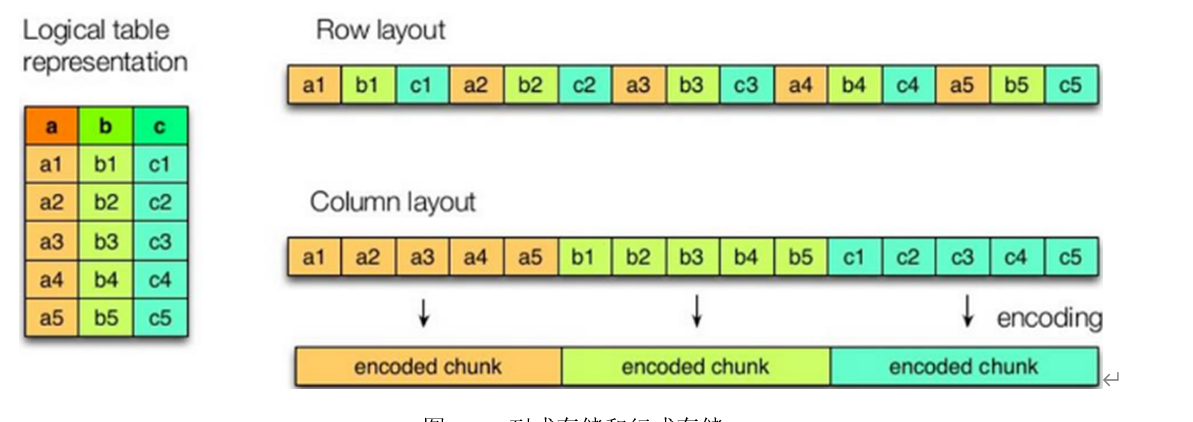 Logical table
representation
a b c
a1 b1 c1
a2 b2 c2
a3 b3 c3
a4 b4 c4
a5 b5 c5
Row layout
a1 b1 c1 a2 b2 c2 a3 b3 c3 a4 b4 c4 a5 b5 c5
Column layout
a1 a2 a3 a4 a5 b1 b2 b3 b4 b5 c1 c2 c3 c4 c5
encoding
encoded chunk encoded chunk encoded chunk
图 列式存储和行式存储